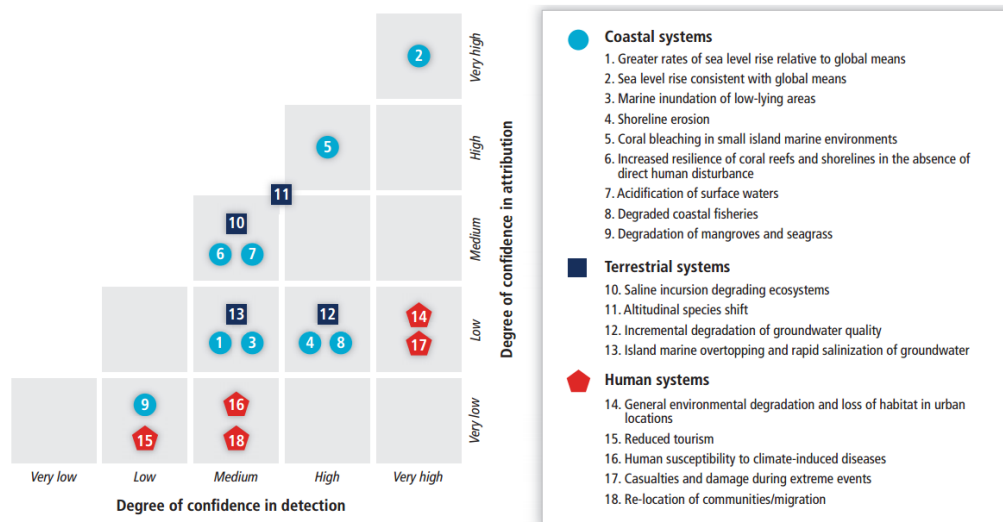 2
Very high
5
High
11
10
6 7
Medium
13 12 14
1 3 4 8 17
Low
9 16
15 18
Very low
Degree of confidence in attribution
Very low Low Medium High Very high
Degree of confidence in detection
Coastal systems
1. Greater rates of sea level rise relative to global means
2. Sea level rise consistent with global means
3. Marine inundation of low-lying areas
4. Shoreline erosion
5. Coral bleaching in small island marine environments
6. Increased resilience of coral reefs and shorelines in the absence of
direct human disturbance
7. Acidification of surface waters
8. Degraded coastal fisheries
9. Degradation of mangroves and seagrass
Terrestrial systems
10. Saline incursion degrading ecosystems
11. Altitudinal species shift
12. Incremental degradation of groundwater quality
13. Island marine overtopping and rapid salinization of groundwater
Human systems
14. General environmental degradation and loss of habitat in urban
locations
15. Reduced tourism
16. Human susceptibility to climate-induced diseases
17. Casualties and damage during extreme events
18. Re-location of communities/migration